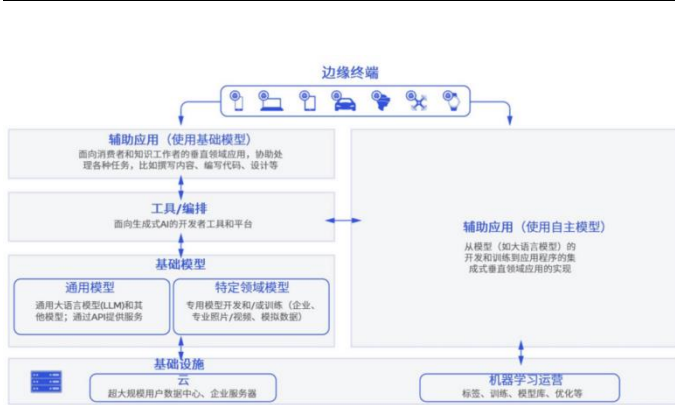 边缘终端
辅助应用（使用基础模型）
面向消费者和知识工作者的垂直领域应用，协助处
理各种任务，比如撰写内容、编写代码、设计等
工具/编排
面向生成式AI的开发者工具和平台
基础模型
通用模型
通用大语言模型(LLM)和其
他模型；通过API提供服务
特定领域模型
专用模型开发和/或训练（企业、
专业照片/视频、模拟数据）
辅助应用（使用自主模型）
从模型（如大语言模型）的
开发和训练到应用程序的集
成式垂直领域应用的实现
基础设施
云
超大规模用户数据中心、企业服务器
机器学习运营
标签、训练、模型库、优化等